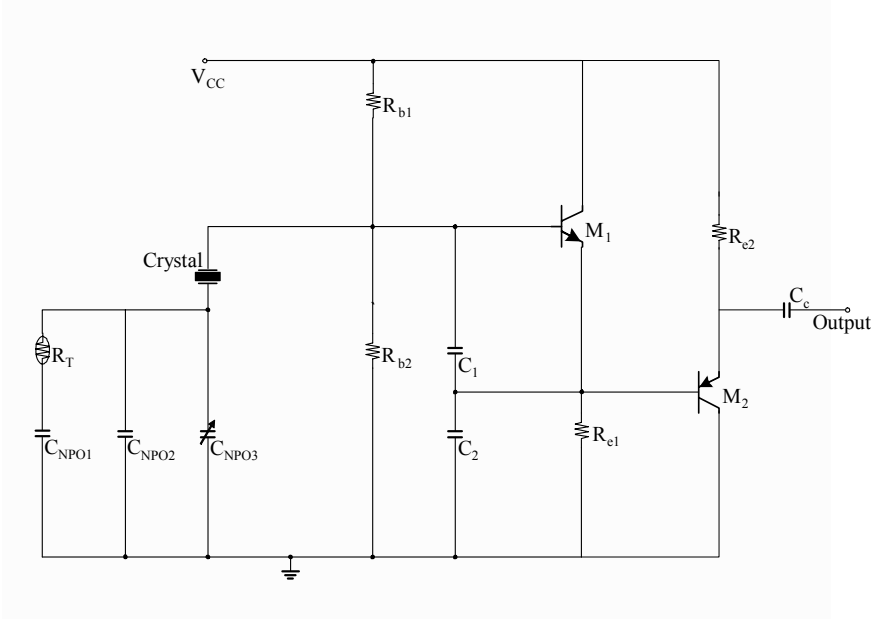 V_CC
R_b1
M_1
R_e2
Crystal
C_c
Output
R_T
R_b2
C_1
M_2
C_NPO1
C_NPO2
C_NPO3
C_2
R_e1